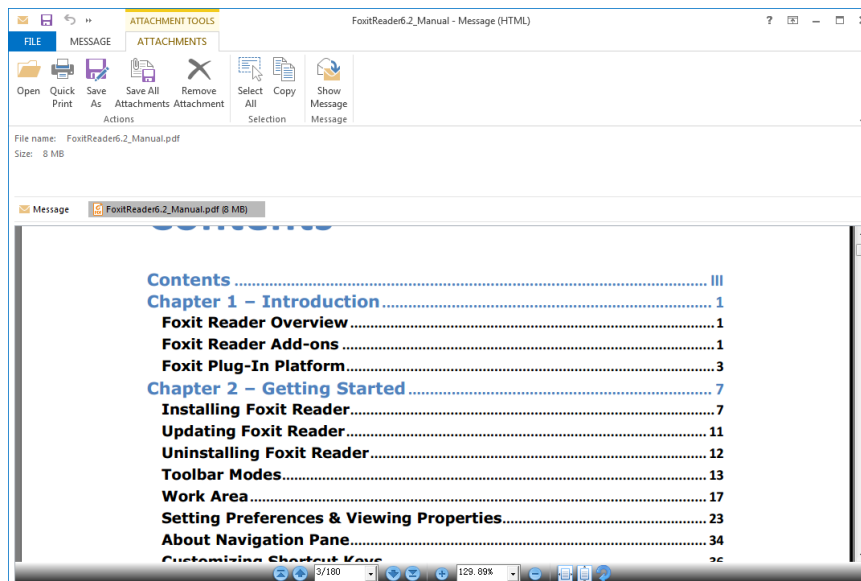 ATTACHMENT TOOLS
FoxitReader6.2_Manual - Message (HTML)
?
FILE
MESSAGE
ATTACHMENTS
Open
Quick Print
Save As
Save All Attachments
Remove Attachment
Select All
Copy
Show Message
Actions
Selection
Message
File name: FoxitReader6.2_Manual.pdf
Size: 8 MB
Message
FoxitReader6.2_Manual.pdf (8 MB)
Contents
Contents ........ III
Chapter 1 – Introduction ........ 1
Foxit Reader Overview ........ 1
Foxit Reader Add-ons ........ 1
Foxit Plug-In Platform ........ 3
Chapter 2 – Getting Started ........ 7
Installing Foxit Reader ........ 7
Updating Foxit Reader ........ 11
Uninstalling Foxit Reader ........ 12
Toolbar Modes ........ 13
Work Area ........ 17
Setting Preferences & Viewing Properties ........ 23
About Navigation Pane ........ 34
Customizing Shortcut Keys ........ 36
3/180
129.89%